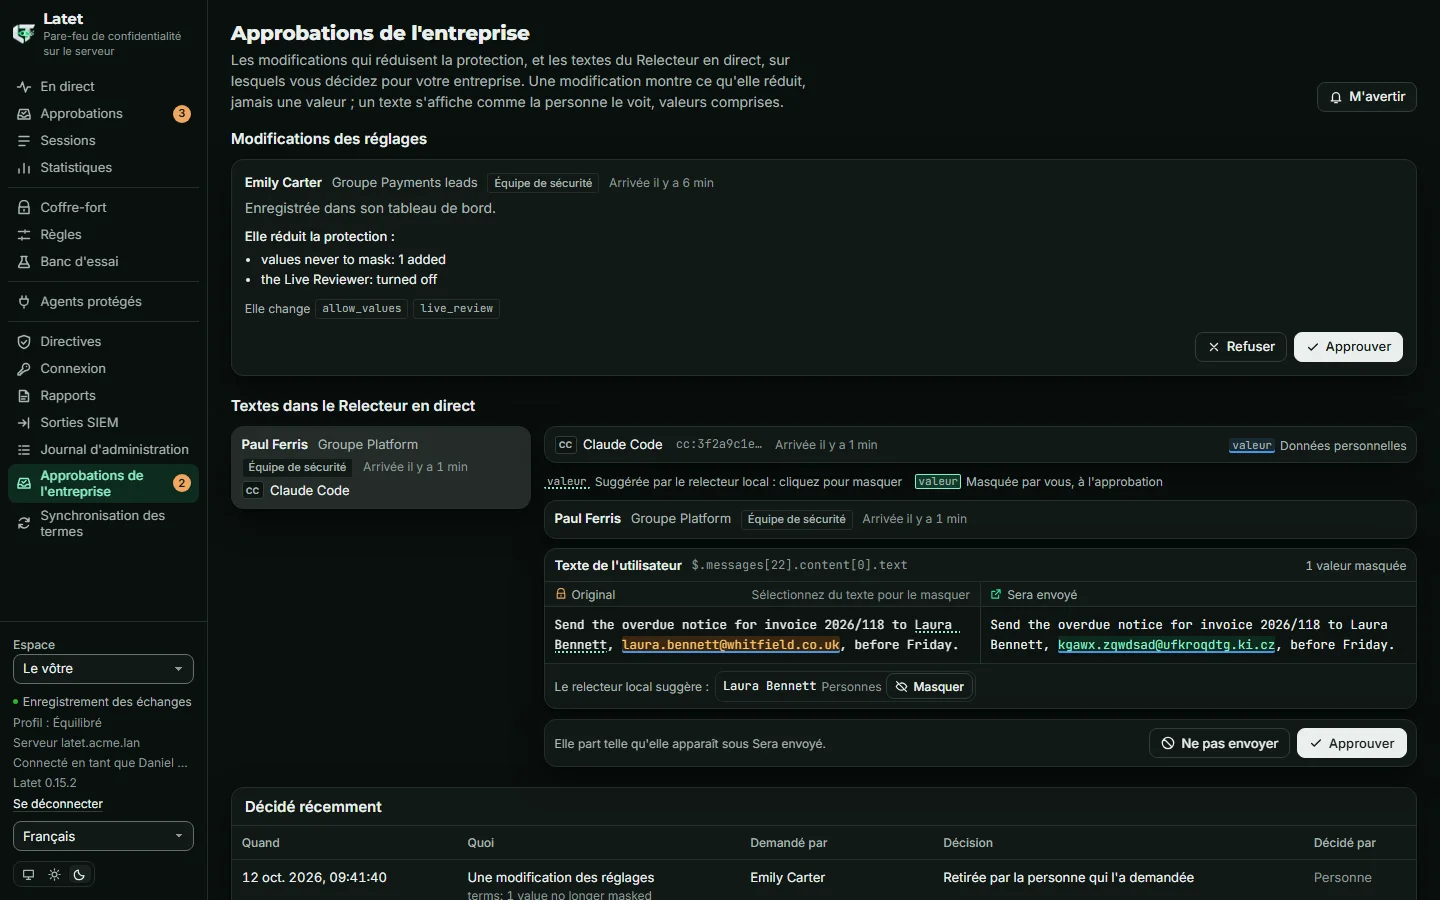 Latet
Pare-feu de confidentialité
sur le serveur
En direct
Approbations 3
Sessions
Statistiques
Coffre-fort
Règles
Banc d'essai
Agents protégés
Directives
Connexion
Rapports
Sorties SIEM
Journal d'administration
Approbations de
l'entreprise 2
Synchronisation des
termes
Espace
Le vôtre
Enregistrement des échanges
Profil : Équilibré
Serveur latet.acme.lan
Connecté en tant que Daniel ...
Latet 0.15.2
Se déconnecter
Français
Approbations de l'entreprise
Les modifications qui réduisent la protection, et les textes du Relecteur en direct, sur
lesquels vous décidez pour votre entreprise. Une modification montre ce qu'elle réduit,
jamais une valeur ; un texte s'affiche comme la personne le voit, valeurs comprises.
M'avertir
Modifications des réglages
Emily Carter Groupe Payments leads Équipe de sécurité Arrivée il y a 6 min
Enregistrée dans son tableau de bord.
Elle réduit la protection :
• values never to mask: 1 added
• the Live Reviewer: turned off
Elle change allow_values live_review
Refuser Approuver
Textes dans le Relecteur en direct
Paul Ferris Groupe Platform
Équipe de sécurité Arrivée il y a 1 min
CC Claude Code
CC Claude Code cc:3f2a9c1e… Arrivée il y a 1 min valeur Données personnelles
valeur Suggérée par le relecteur local : cliquez pour masquer valeur Masquée par vous, à l'approbation
Paul Ferris Groupe Platform Équipe de sécurité Arrivée il y a 1 min
Texte de l'utilisateur $.messages[22].content[0].text 1 valeur masquée
Original Sélectionnez du texte pour le masquer
Send the overdue notice for invoice 2026/118 to Laura
Bennett, laura.bennett@whitfield.co.uk, before Friday.
Sera envoyé
Send the overdue notice for invoice 2026/118 to Laura
Bennett, kgawx.zqwdsad@ufkroqdtg.ki.cz, before Friday.
Le relecteur local suggère : Laura Bennett Personnes Masquer
Elle part telle qu'elle apparaît sous Sera envoyé.
Ne pas envoyer Approuver
Décidé récemment
Quand Quoi Demandé par Décision Décidé par
12 oct. 2026, 09:41:40 Une modification des réglages Emily Carter Retirée par la personne qui l'a demandée Personne
terms: 1 value no longer masked